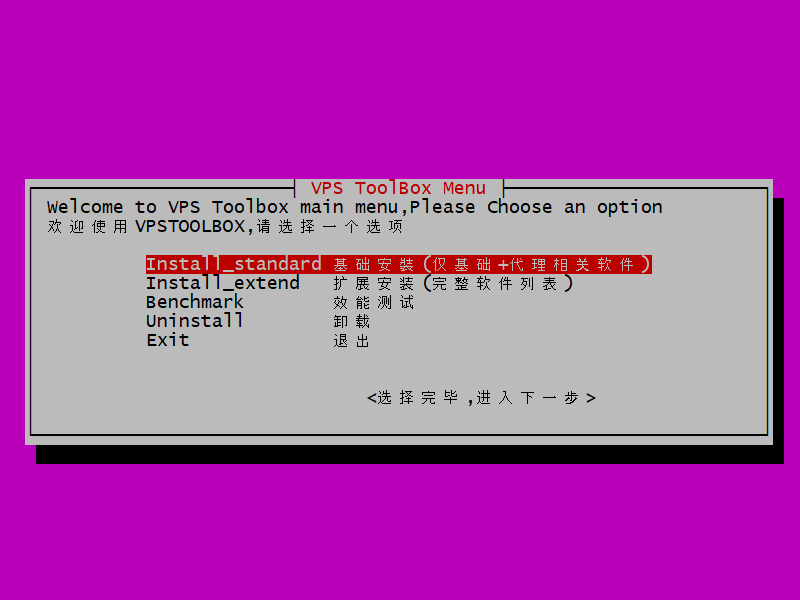 VPS ToolBox Menu
Welcome to VPS Toolbox main menu,Please Choose an option
欢迎使用VPSTOOLBOX,请选择一个选项
Install_standard 基础安裝(仅基础+代理相关软件)
Install_extend 扩展安装(完整软件列表)
Benchmark 效能测试
Uninstall 卸载
Exit 退出
<选择完毕,进入下一步>